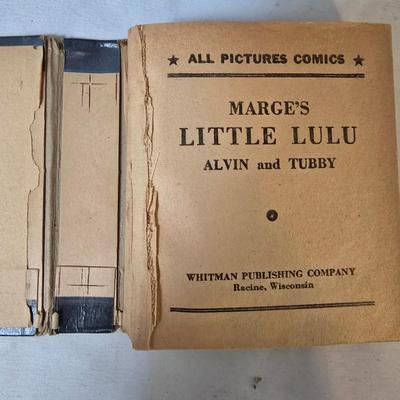 ★ ALL PICTURES COMICS ★
MARGE'S
LITTLE LULU
ALVIN and TUBBY
WHITMAN PUBLISHING COMPANY
Racine, Wisconsin